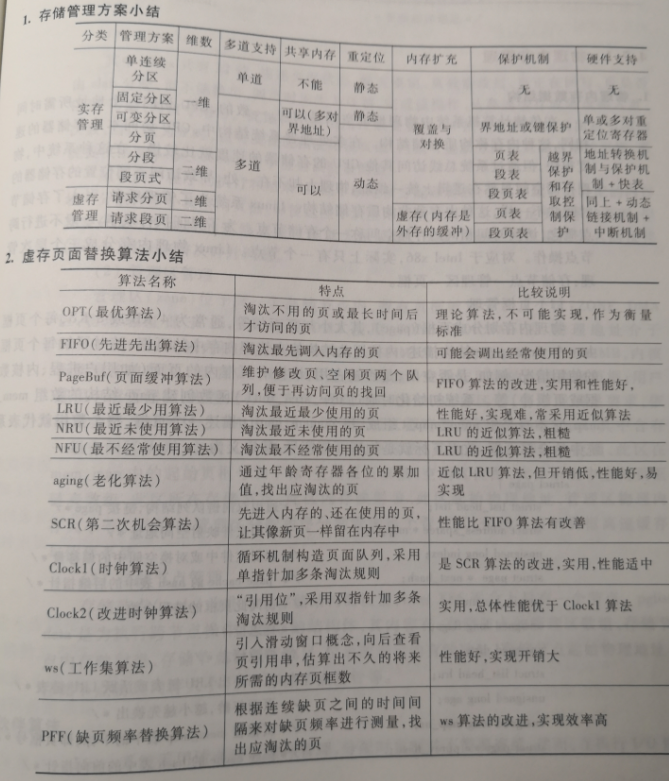 1. 存储管理方案小结
分类 管理方案 维数 多道支持 共享内存 重定位 内存扩充 保护机制 硬件支持
实存管理 单连续分区 一维 单道 不能 静态 覆盖与对换 无 无
固定分区 多道 可以(多对界地址) 静态 界地址或键保护 单或多对重定位寄存器
可变分区
分页 可以 动态 页表 越界保护和存取控制保护 地址转换机制与保护机制+快表
分段 二维 段表
段页式 段页表
虚存管理 请求分页 一维 虚存(内存是外存的缓冲) 页表 同上+动态链接机制+中断机制
请求段页 二维 段页表
2. 虚存页面替换算法小结
算法名称 特点 比较说明
OPT(最优算法) 淘汰不用的页或最长时间后才访问的页 理论算法,不可能实现,作为衡量标准
FIFO(先进先出算法) 淘汰最先调入内存的页 可能会调出经常使用的页
PageBuf(页面缓冲算法) 维护修改页、空闲页两个队列,便于再访问页的找回 FIFO算法的改进,实用和性能好,
LRU(最近最少用算法) 淘汰最近最少使用的页 性能好,实现难,常采用近似算法
NRU(最近未使用算法) 淘汰最近未使用的页 LRU的近似算法,粗糙
NFU(最不经常使用算法) 淘汰最不经常使用的页 LRU的近似算法,粗糙
aging(老化算法) 通过年龄寄存器各位的累加值,找出应淘汰的页 近似LRU算法,但开销低,性能好,易实现
SCR(第二次机会算法) 先进入内存的、还在使用的页,让其像新页一样留在内存中 性能比FIFO算法有改善
Clock1(时钟算法) 循环机制构造页面队列,采用单指针加多条淘汰规则 是SCR算法的改进,实用,性能适中
Clock2(改进时钟算法) “引用位”,采用双指针加多条淘汰规则 实用,总体性能优于Clock1算法
ws(工作集算法) 引入滑动窗口概念,向后查看页引用串,估算出不久的将来所需的内存页框数 性能好,实现开销大
PFF(缺页频率替换算法) 根据连续缺页之间的时间间隔来对缺页频率进行测量,找出应淘汰的页 ws算法的改进,实现效率高